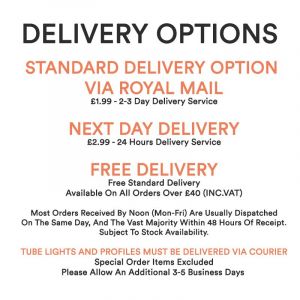 DELIVERY OPTIONS
STANDARD DELIVERY OPTION
VIA ROYAL MAIL
£1.99 - 2-3 Day Delivery Service
NEXT DAY DELIVERY
£2.99 - 24 Hours Delivery Service
FREE DELIVERY
Free Standard Delivery
Available On All Orders Over £40 (INC.VAT)
Most Orders Received By Noon (Mon-Fri) Are Usually Dispatched
On The Same Day, And The Vast Majority Within 48 Hours Of Receipt.
Subject To Stock Availability.
TUBE LIGHTS AND PROFILES MUST BE DELIVERED VIA COURIER
Special Order Items Excluded
Please Allow An Additional 3-5 Business Days